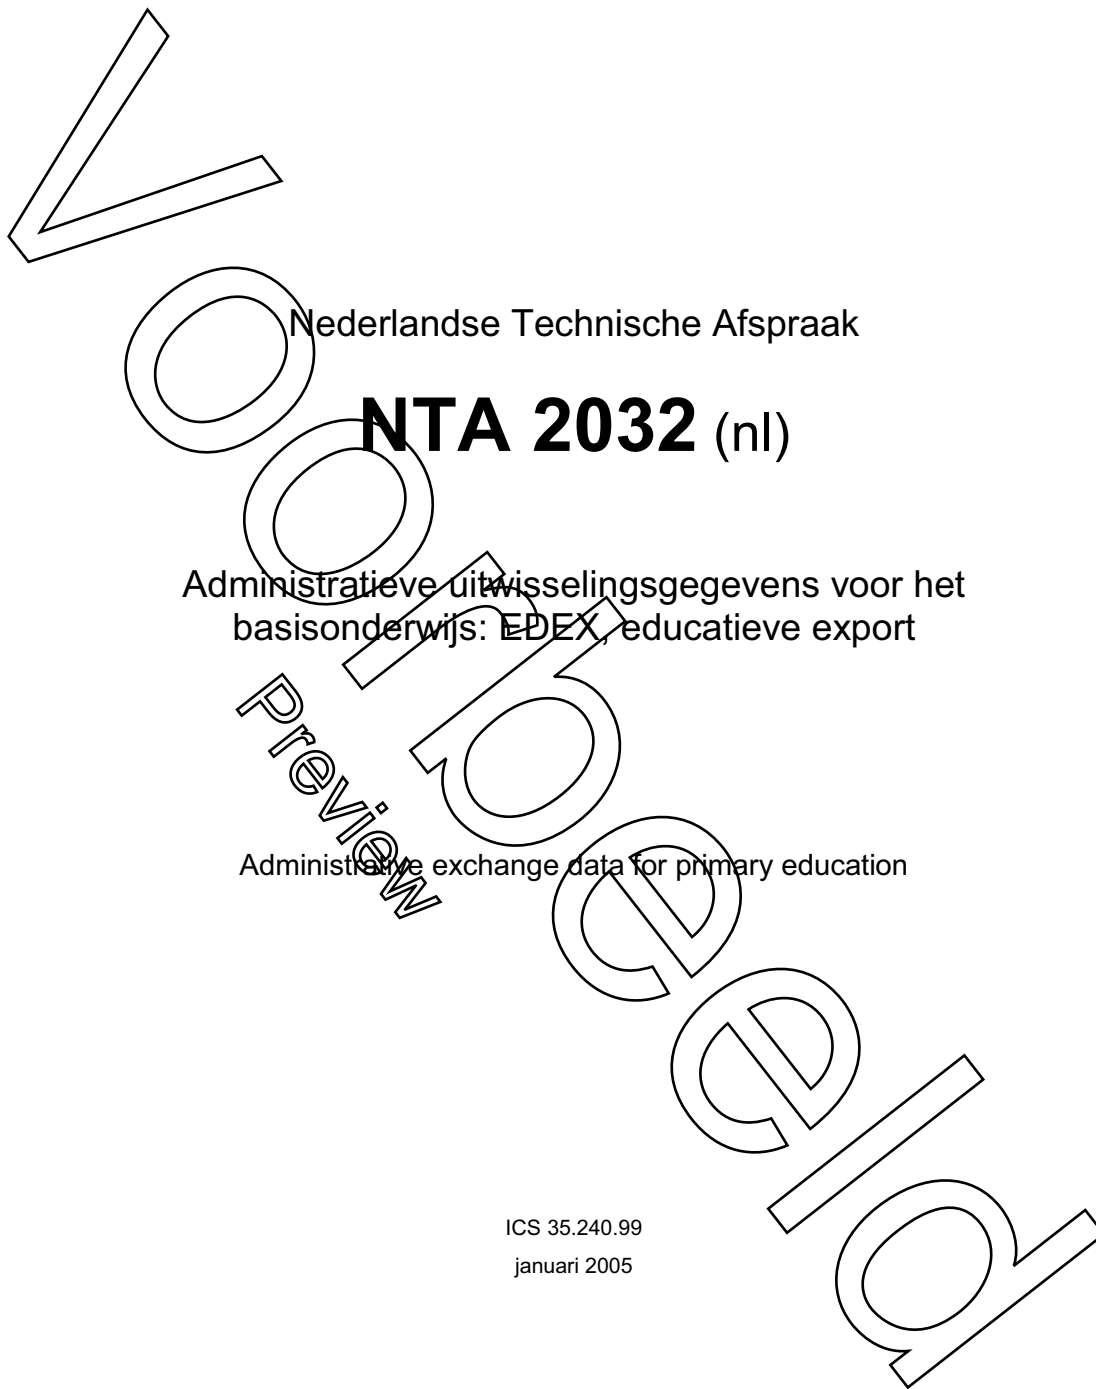 Nederlandse Technische Afspraak
NTA 2032 (nl)
Administratieve uitwisselingsgegevens voor het
basisonderwijs: EDEX, educatieve export
Administrative exchange data for primary education
ICS 35.240.99
januari 2005
Voorbeeld
Preview